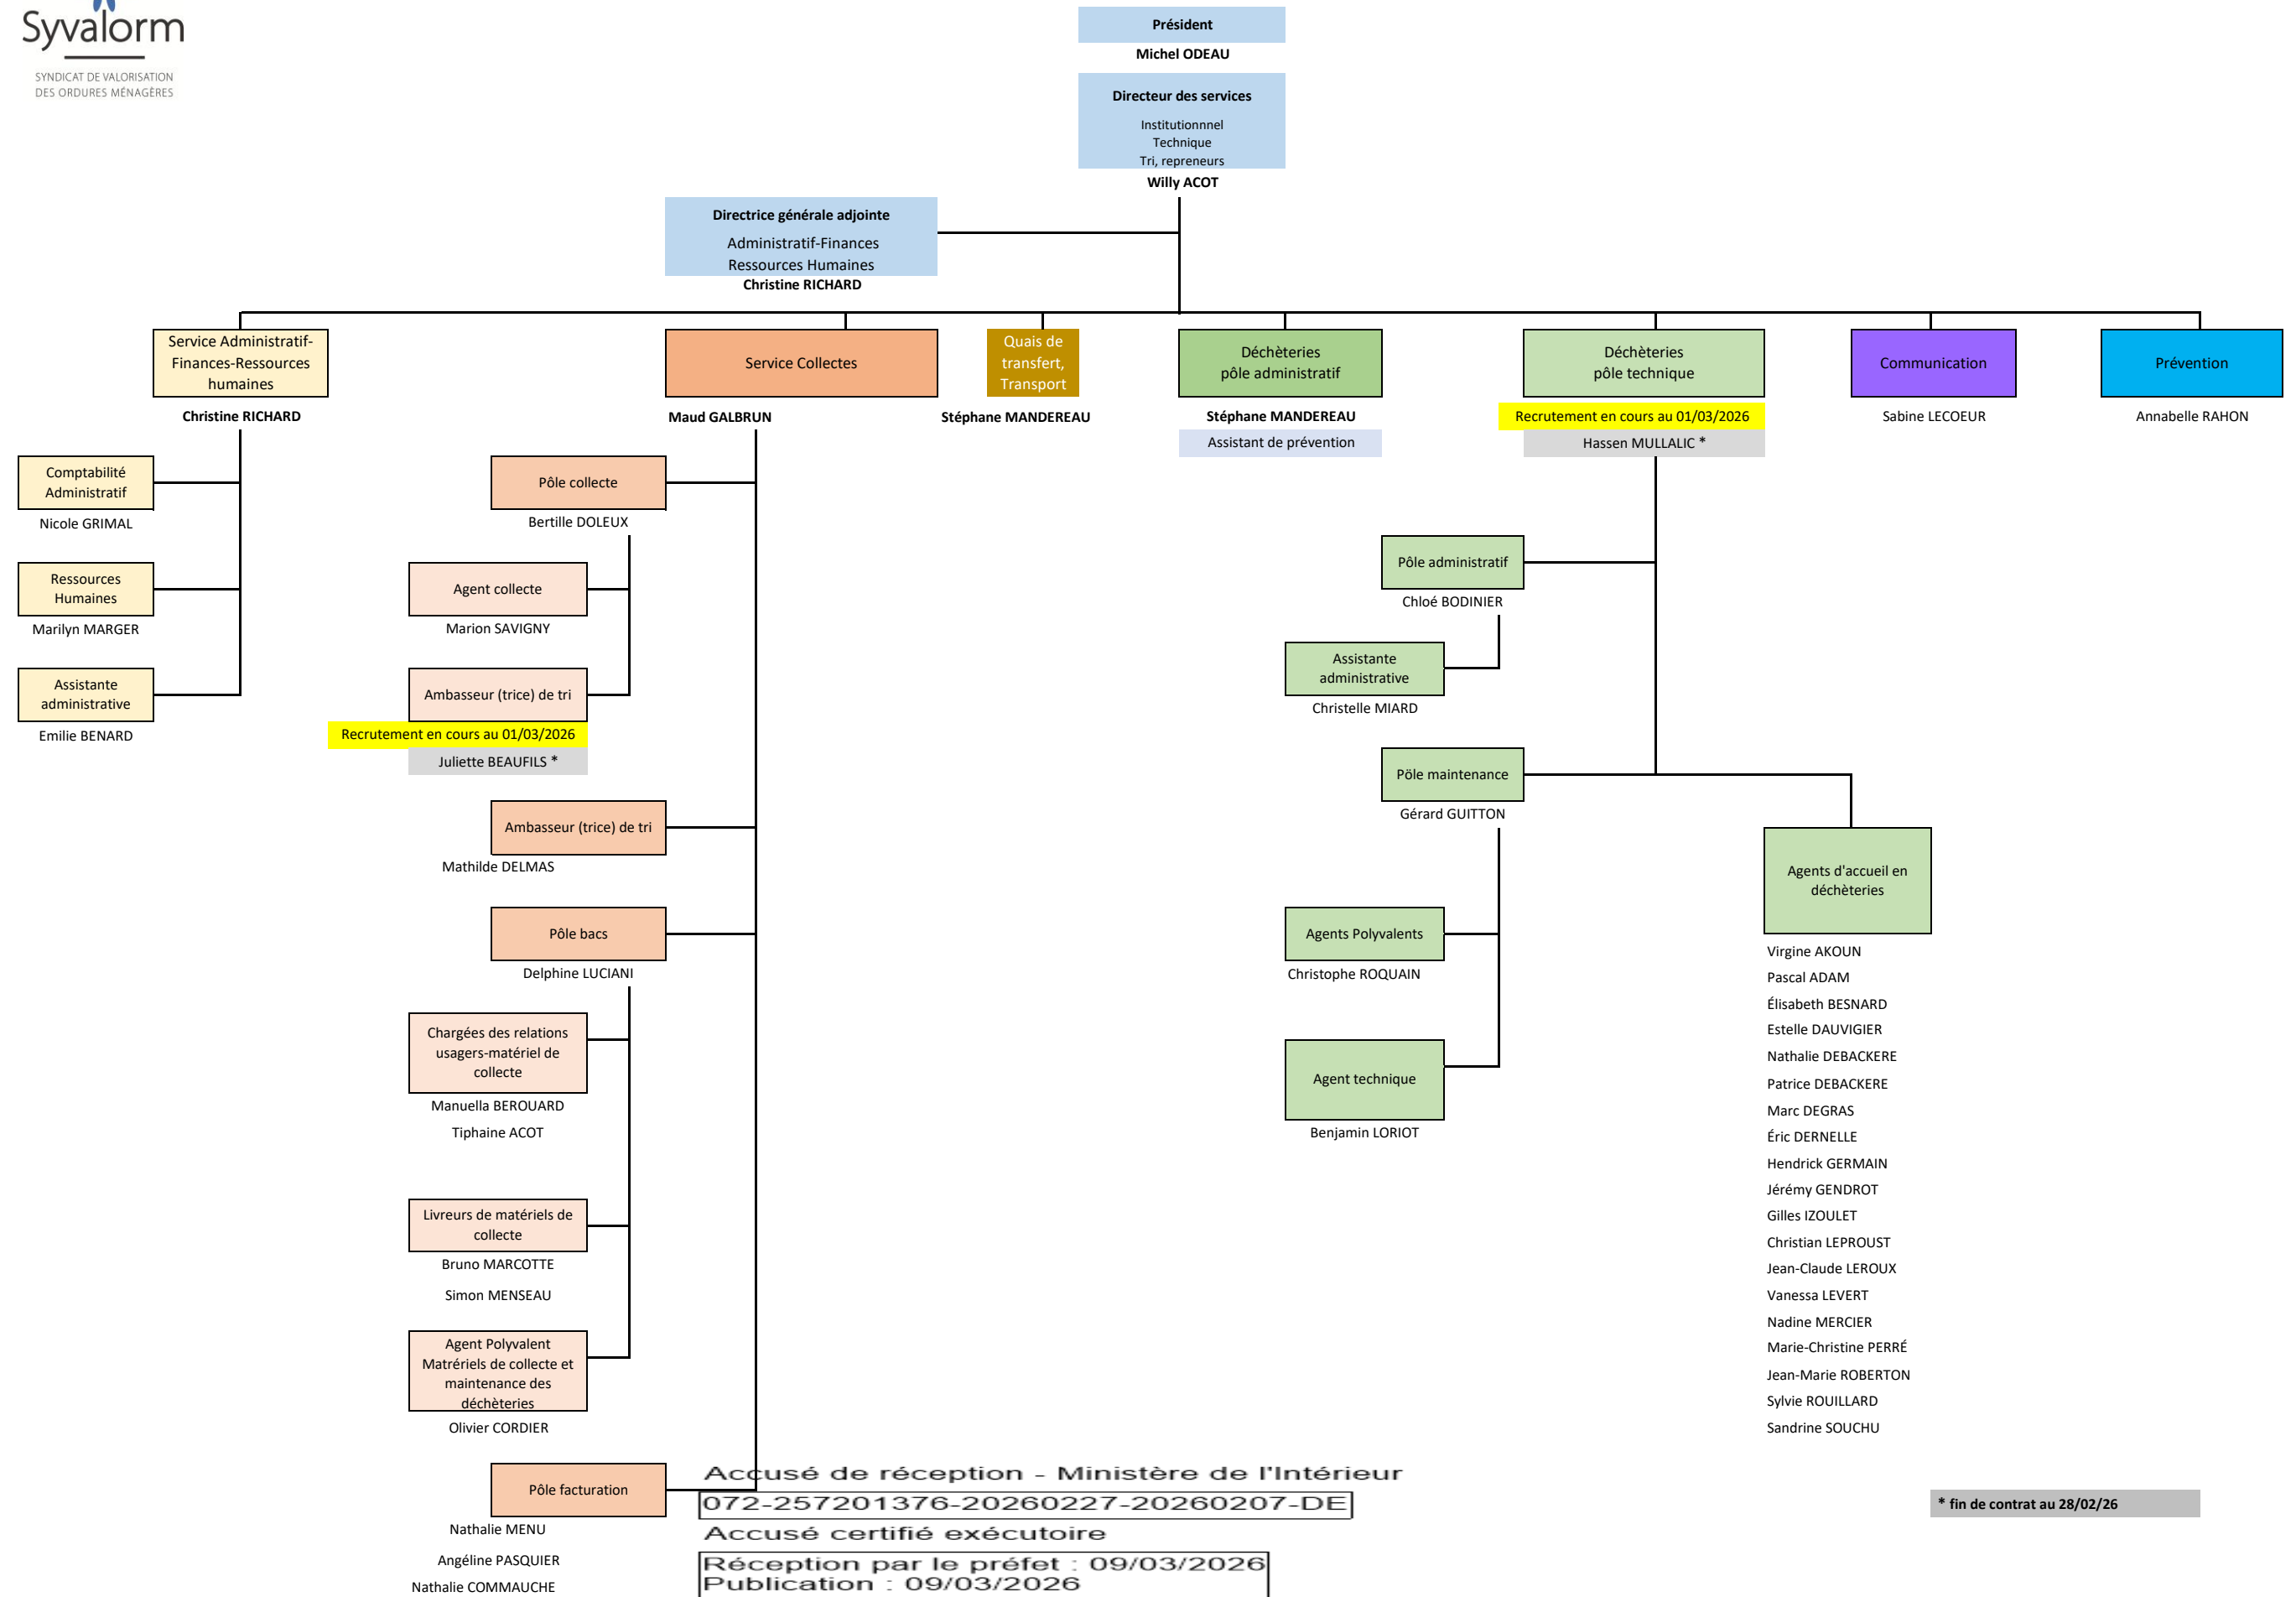 Syvalorm
SYNDICAT DE VALORISATION
DES ORDURES MÉNAGÈRES
Président
Michel ODEAU
Directeur des services
Institutionnnel
Technique
Tri, repreneurs
Willy ACOT
Directrice générale adjointe
Administratif-Finances
Ressources Humaines
Christine RICHARD
Service Administratif-
Finances-Ressources
humaines
Christine RICHARD
Comptabilité
Administratif
Nicole GRIMAL
Ressources
Humaines
Marilyn MARGER
Assistante
administrative
Emilie BENARD
Service Collectes
Maud GALBRUN
Pôle collecte
Bertille DOLEUX
Agent collecte
Marion SAVIGNY
Ambasseur (trice) de tri
Recrutement en cours au 01/03/2026
Juliette BEAUFILS *
Ambasseur (trice) de tri
Mathilde DELMAS
Pôle bacs
Delphine LUCIANI
Chargées des relations
usagers-matériel de
collecte
Manuella BEROUARD
Tiphaine ACOT
Livreurs de matériels de
collecte
Bruno MARCOTTE
Simon MENSEAU
Agent Polyvalent
Matrériels de collecte et
maintenance des
déchèteries
Olivier CORDIER
Pôle facturation
Nathalie MENU
Angéline PASQUIER
Nathalie COMMAUCHE
Quais de
transfert,
Transport
Stéphane MANDEREAU
Déchèteries
pôle administratif
Stéphane MANDEREAU
Assistant de prévention
Déchèteries
pôle technique
Recrutement en cours au 01/03/2026
Hassen MULLALIC *
Pôle administratif
Chloé BODINIER
Assistante
administrative
Christelle MIARD
Pöle maintenance
Gérard GUITTON
Agents Polyvalents
Christophe ROQUAIN
Agent technique
Benjamin LORIOT
Agents d'accueil en
déchèteries
Virgine AKOUN
Pascal ADAM
Élisabeth BESNARD
Estelle DAUVIGIER
Nathalie DEBACKERE
Patrice DEBACKERE
Marc DEGRAS
Éric DERNELLE
Hendrick GERMAIN
Jérémy GENDROT
Gilles IZOULET
Christian LEPROUST
Jean-Claude LEROUX
Vanessa LEVERT
Nadine MERCIER
Marie-Christine PERRÉ
Jean-Marie ROBERTON
Sylvie ROUILLARD
Sandrine SOUCHU
Communication
Sabine LECOEUR
Prévention
Annabelle RAHON
Accusé de réception - Ministère de l'Intérieur
072-257201376-20260227-20260207-DE
Accusé certifié exécutoire
Réception par le préfet : 09/03/2026
Publication : 09/03/2026
* fin de contrat au 28/02/26